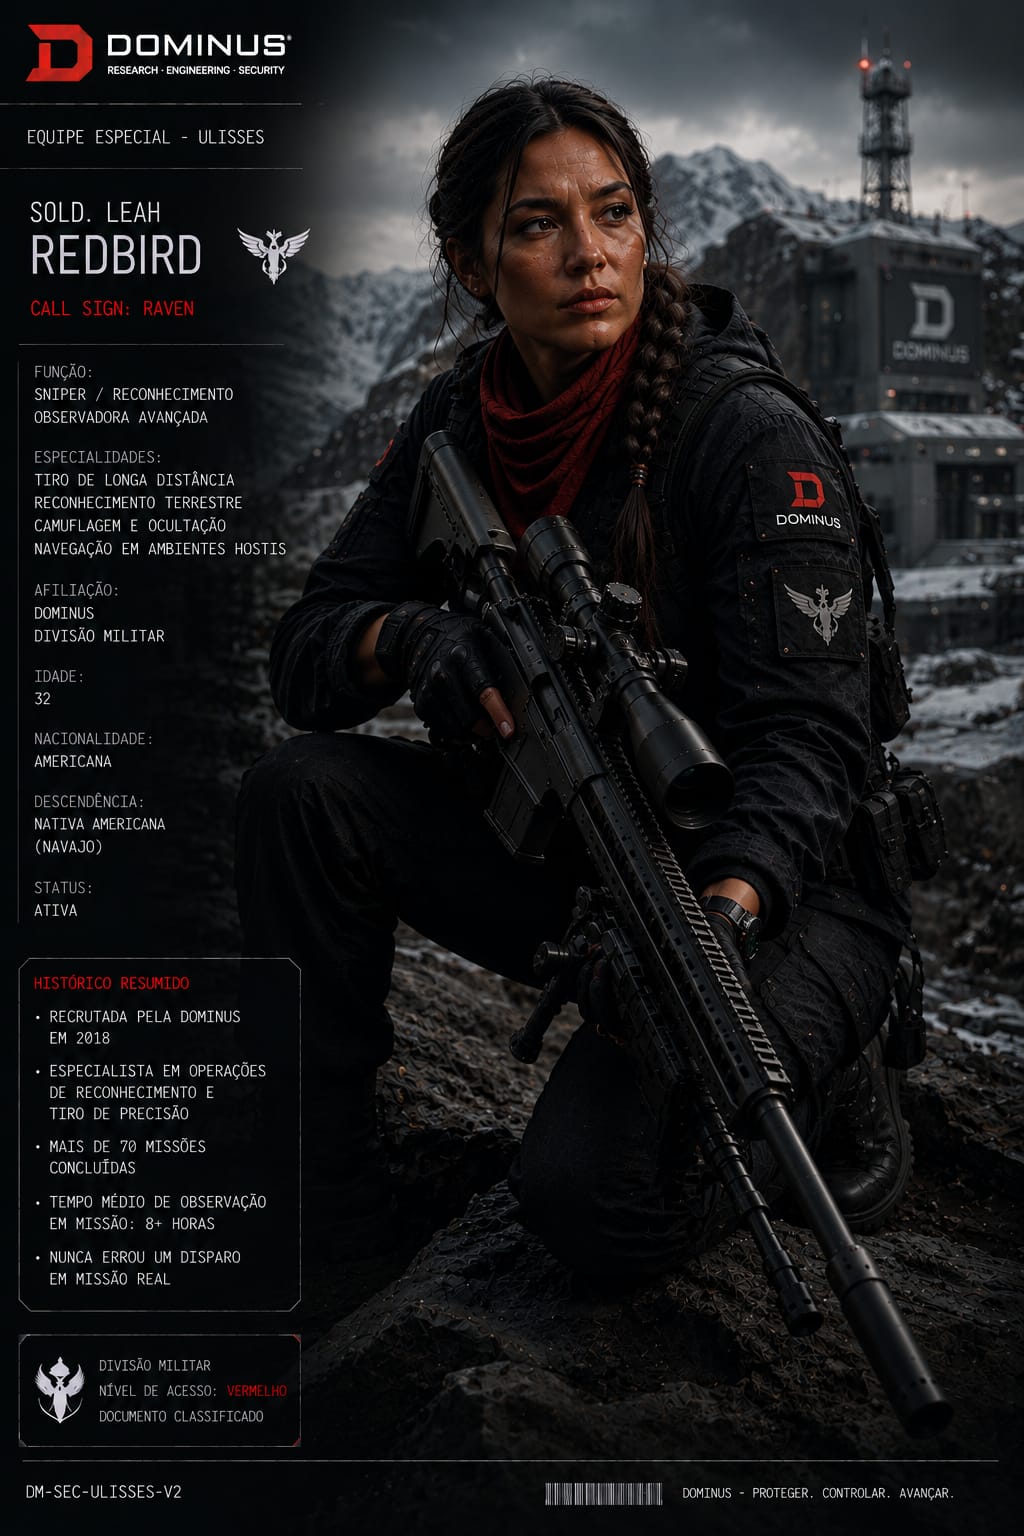 DOMINUS®
RESEARCH · ENGINEERING · SECURITY
EQUIPE ESPECIAL - ULISSES
SOLD. LEAH
REDBIRD
CALL SIGN: RAVEN
FUNÇÃO:
SNIPER / RECONHECIMENTO
OBSERVADORA AVANÇADA
ESPECIALIDADES:
TIRO DE LONGA DISTÂNCIA
RECONHECIMENTO TERRESTRE
CAMUFLAGEM E OCULTAÇÃO
NAVEGAÇÃO EM AMBIENTES HOSTIS
AFILIAÇÃO:
DOMINUS
DIVISÃO MILITAR
IDADE:
32
NACIONALIDADE:
AMERICANA
DESCENDÊNCIA:
NATIVA AMERICANA
(NAVAJO)
STATUS:
ATIVA
HISTÓRICO RESUMIDO
• RECRUTADA PELA DOMINUS
EM 2018
• ESPECIALISTA EM OPERAÇÕES
DE RECONHECIMENTO E
TIRO DE PRECISÃO
• MAIS DE 70 MISSÕES
CONCLUÍDAS
• TEMPO MÉDIO DE OBSERVAÇÃO
EM MISSÃO: 8+ HORAS
• NUNCA ERROU UM DISPARO
EM MISSÃO REAL
DIVISÃO MILITAR
NÍVEL DE ACESSO: VERMELHO
DOCUMENTO CLASSIFICADO
DM-SEC-ULISSES-V2
DOMINUS - PROTEGER. CONTROLAR. AVANÇAR.
DOMINUS
DOMINUS